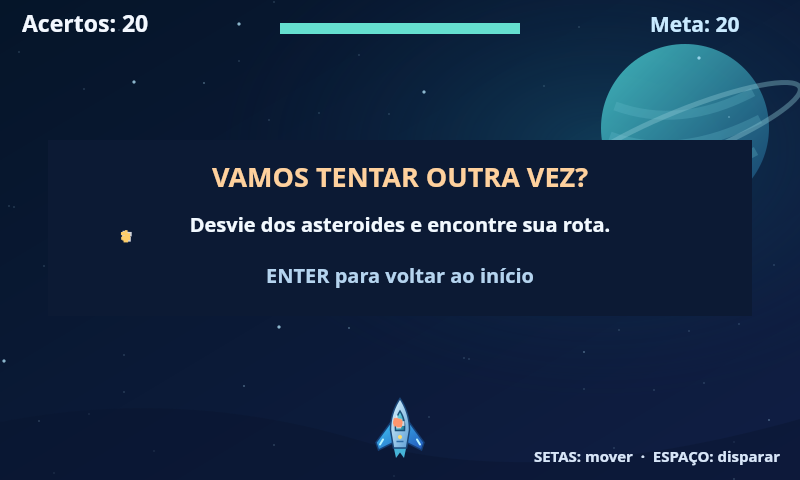 Acertos: 20
Meta: 20
VAMOS TENTAR OUTRA VEZ?
Desvie dos asteroides e encontre sua rota.
ENTER para voltar ao início
SETAS: mover · ESPAÇO: disparar